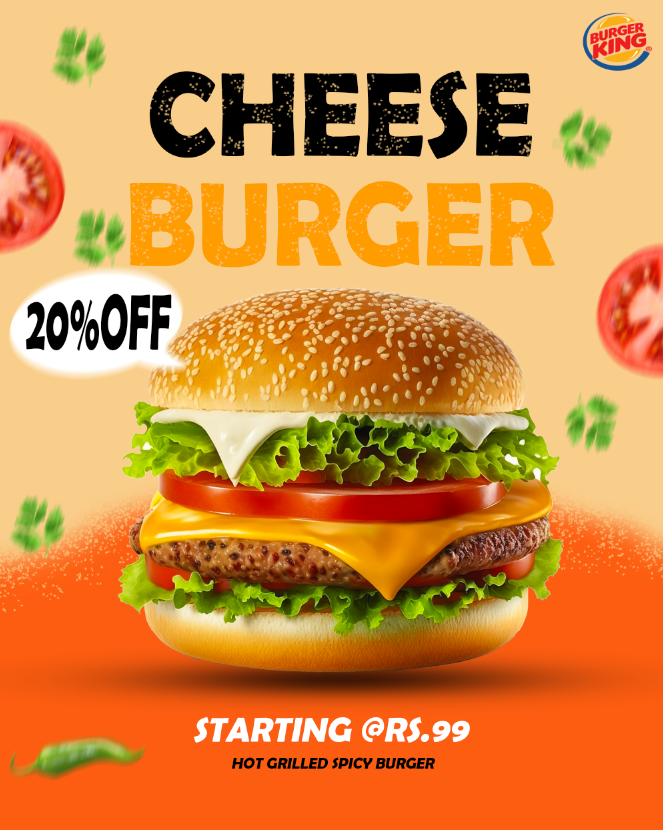 BURGER
KING®
CHEESE
BURGER
20%OFF
STARTING @RS.99
HOT GRILLED SPICY BURGER